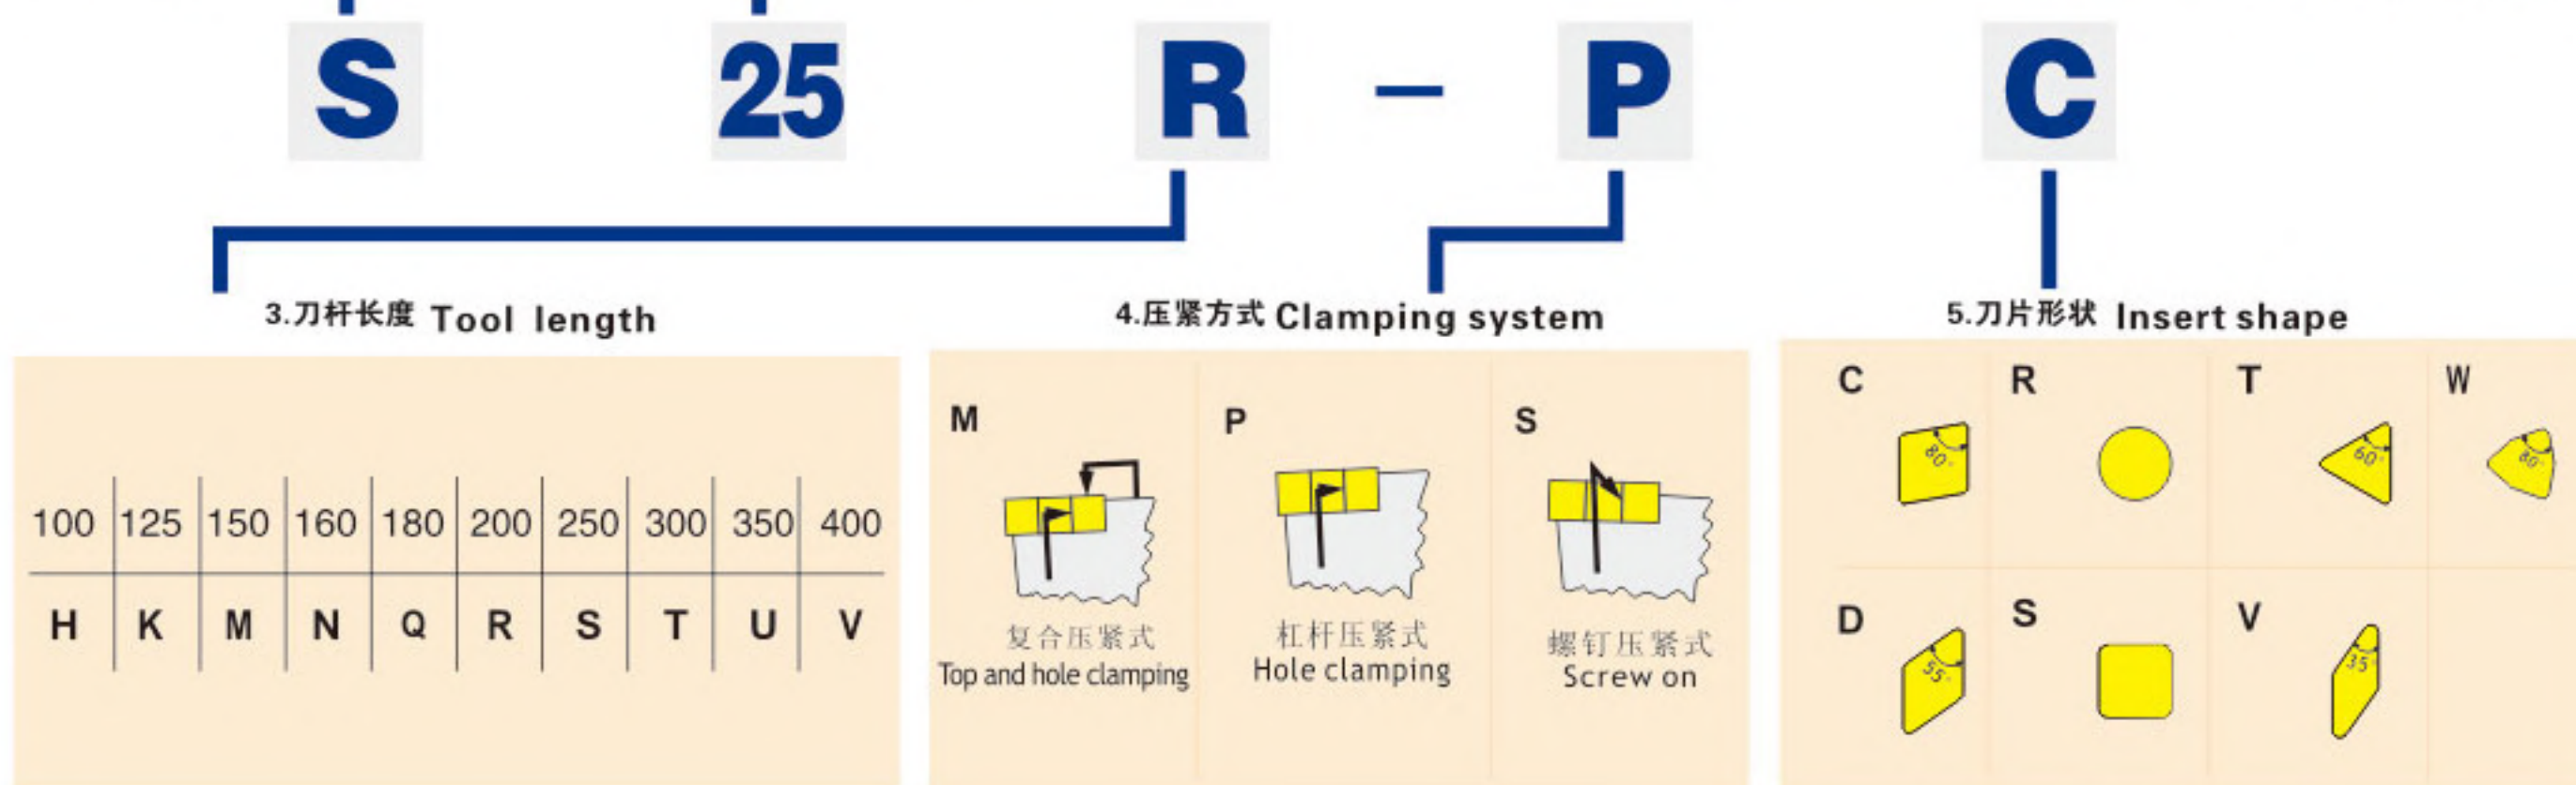 S 25 R – P C
3.刀杆长度 Tool length
4.压紧方式 Clamping system
5.刀片形状 Insert shape
100 125 150 160 180 200 250 300 350 400
H K M N Q R S T U V
M P S
复合压紧式 杠杆压紧式 螺钉压紧式
Top and hole clamping Hole clamping Screw on
C R T W
80° 60° 80°
D S V
55° 35°